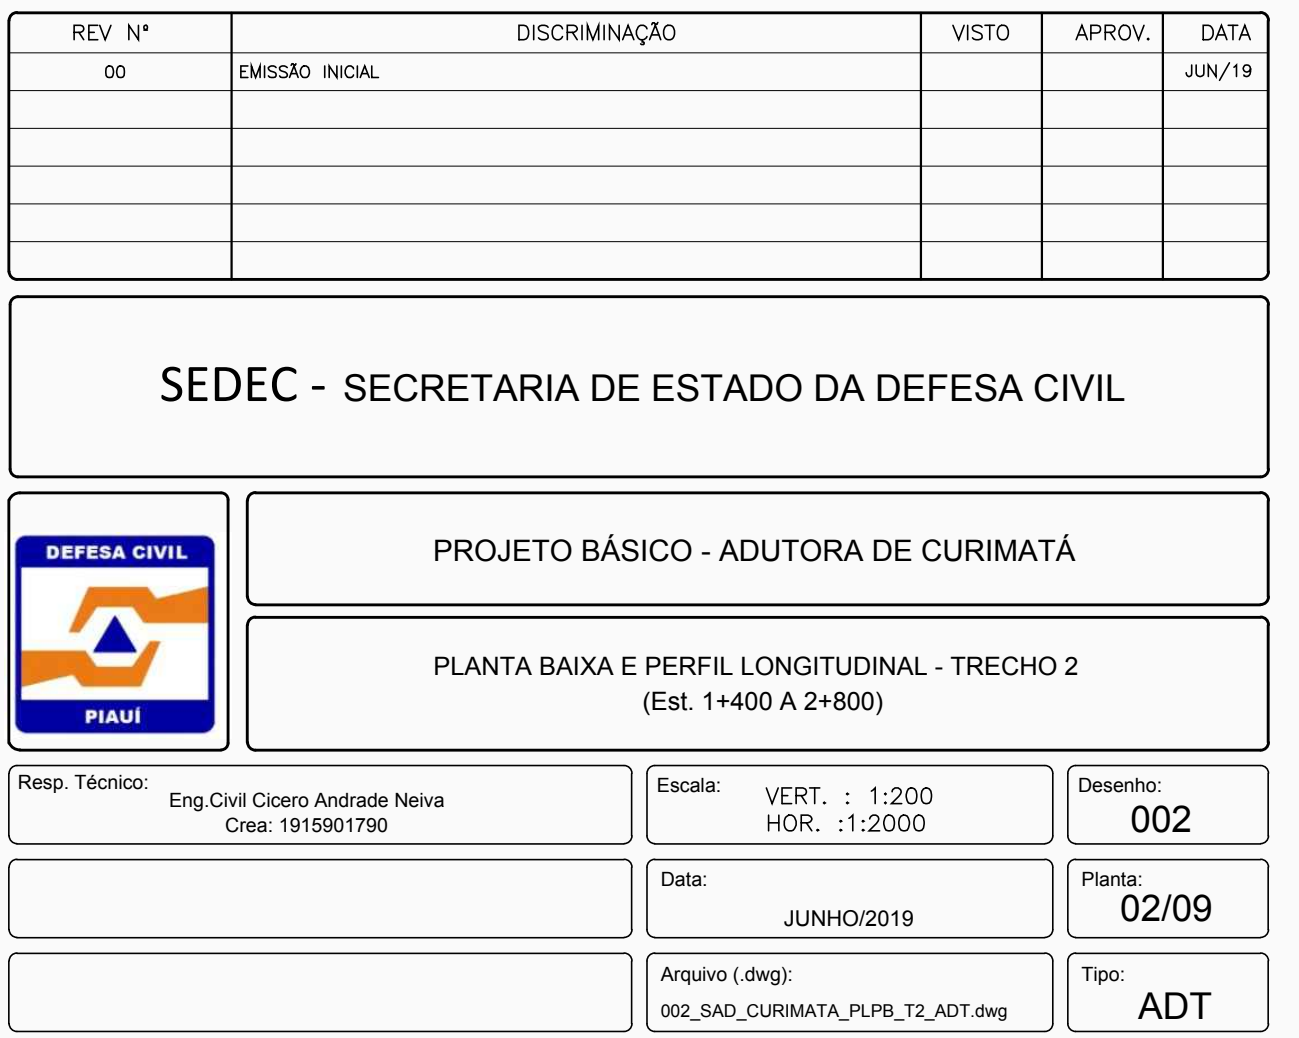 REV Nº DISCRIMINAÇÃO VISTO APROV. DATA
00 EMISSÃO INICIAL JUN/19
SEDEC - SECRETARIA DE ESTADO DA DEFESA CIVIL
DEFESA CIVIL
PIAUÍ
PROJETO BÁSICO - ADUTORA DE CURIMATÁ
PLANTA BAIXA E PERFIL LONGITUDINAL - TRECHO 2
(Est. 1+400 A 2+800)
Resp. Técnico:
Eng.Civil Cicero Andrade Neiva
Crea: 1915901790
Escala:
VERT. : 1:200
HOR. :1:2000
Desenho:
002
Data:
JUNHO/2019
Planta:
02/09
Arquivo (.dwg):
002_SAD_CURIMATA_PLPB_T2_ADT.dwg
Tipo:
ADT